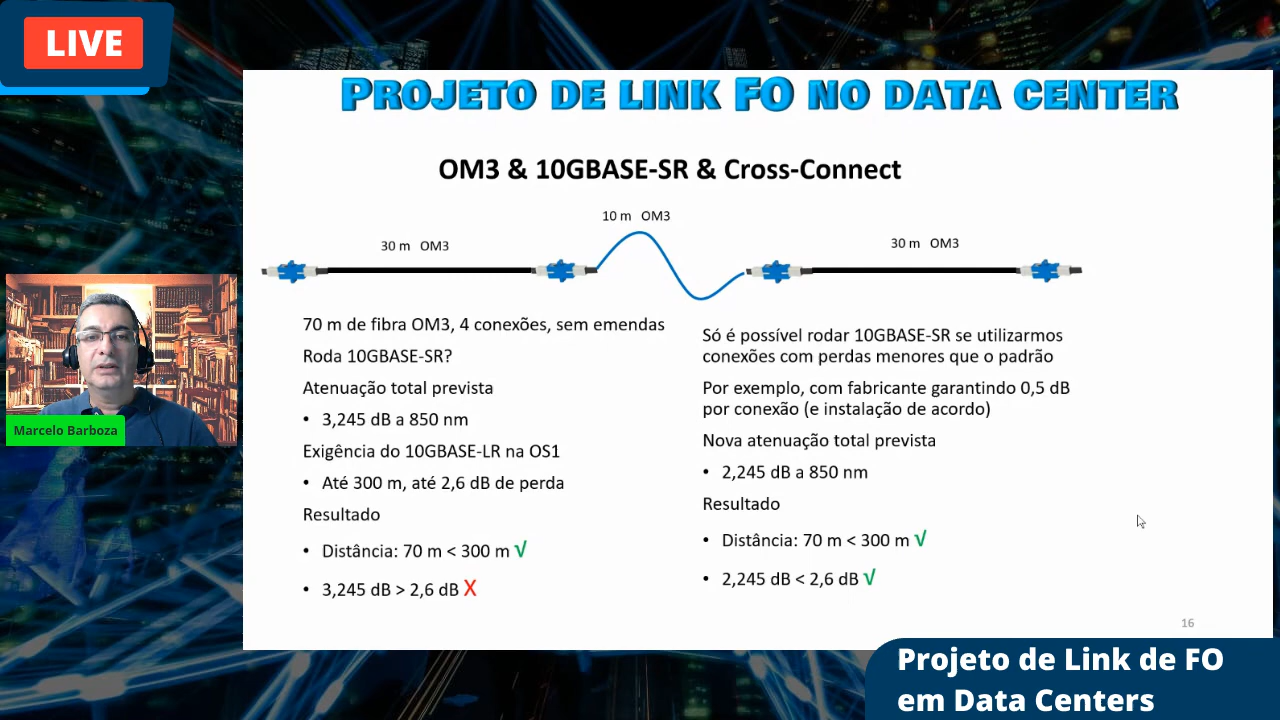 LIVE
PROJETO DE LINK FO NO DATA CENTER
OM3 & 10GBASE-SR & Cross-Connect
10 m OM3
30 m OM3
30 m OM3
70 m de fibra OM3, 4 conexões, sem emendas
Roda 10GBASE-SR?
Atenuação total prevista
• 3,245 dB a 850 nm
Exigência do 10GBASE-LR na OS1
• Até 300 m, até 2,6 dB de perda
Resultado
• Distância: 70 m < 300 m √
• 3,245 dB > 2,6 dB X
Só é possível rodar 10GBASE-SR se utilizarmos
conexões com perdas menores que o padrão
Por exemplo, com fabricante garantindo 0,5 dB
por conexão (e instalação de acordo)
Nova atenuação total prevista
• 2,245 dB a 850 nm
Resultado
• Distância: 70 m < 300 m √
• 2,245 dB < 2,6 dB √
16
Marcelo Barboza
Projeto de Link de FO
em Data Centers